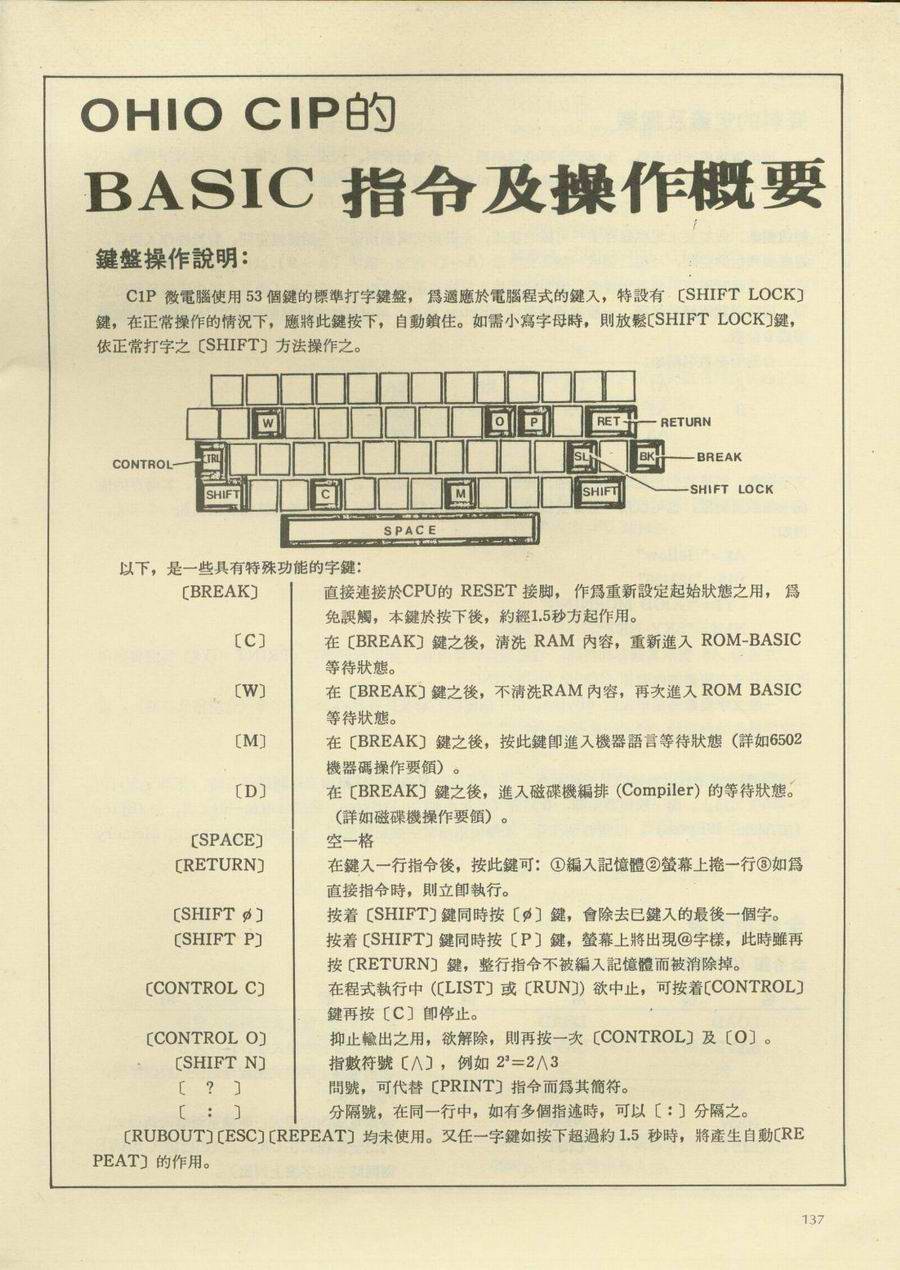 OHIO CIP的
BASIC 指令及操作概要
鍵盤操作說明：
C1P 微電腦使用 53 個鍵的標準打字鍵盤， 爲適應於電腦程式的鍵入，特設有 〔SHIFT LOCK〕
鍵，在正常操作的情況下，應將此鍵按下，自動鎖住。如需小寫字母時，則放鬆〔SHIFT LOCK〕鍵，
依正常打字之〔SHIFT〕方法操作之。
W O P RET RETURN
CONTROL CTRL SL BK BREAK
SHIFT C M SHIFT SHIFT LOCK
SPACE
以下，是一些具有特殊功能的字鍵：
〔BREAK〕 直接連接於CPU的 RESET 接脚， 作爲重新設定起始狀態之用， 爲
免誤觸，本鍵於按下後，約經1.5秒方起作用。
〔C〕 在〔BREAK〕鍵之後，清洗 RAM 內容，重新進入 ROM-BASIC
等待狀態。
〔W〕 在〔BREAK〕鍵之後，不清洗RAM內容，再次進入 ROM BASIC
等待狀態。
〔M〕 在〔BREAK〕鍵之後，按此鍵卽進入機器語言等待狀態（詳如6502
機器碼操作要領）。
〔D〕 在〔BREAK〕鍵之後，進入磁碟機編排 (Compiler) 的等待狀態。
（詳如磁碟機操作要領）。
〔SPACE〕 空一格
〔RETURN〕 在鍵入一行指令後，按此鍵可：①編入記憶體②螢幕上捲一行③如爲
直接指令時，則立卽執行。
〔SHIFT ø〕 按着〔SHIFT〕鍵同時按〔ø〕鍵，會除去已鍵入的最後一個字。
〔SHIFT P〕 按着〔SHIFT〕鍵同時按〔P〕鍵，螢幕上將出現@字樣，此時雖再
按〔RETURN〕鍵，整行指令不被編入記憶體而被消除掉。
〔CONTROL C〕 在程式執行中（〔LIST〕或〔RUN〕）欲中止，可按着〔CONTROL〕
鍵再按〔C〕卽停止。
〔CONTROL O〕 抑止輸出之用，欲解除，則再按一次〔CONTROL〕及〔O〕。
〔SHIFT N〕 指數符號〔∧〕，例如 2³=2∧3
〔 ? 〕 問號，可代替〔PRINT〕指令而爲其簡符。
〔 : 〕 分隔號，在同一行中，如有多個指述時，可以〔:〕分隔之。
〔RUBOUT〕〔ESC〕〔REPEAT〕均未使用。又任一字鍵如按下超過約 1.5 秒時，將產生自動〔RE
PEAT〕的作用。
137